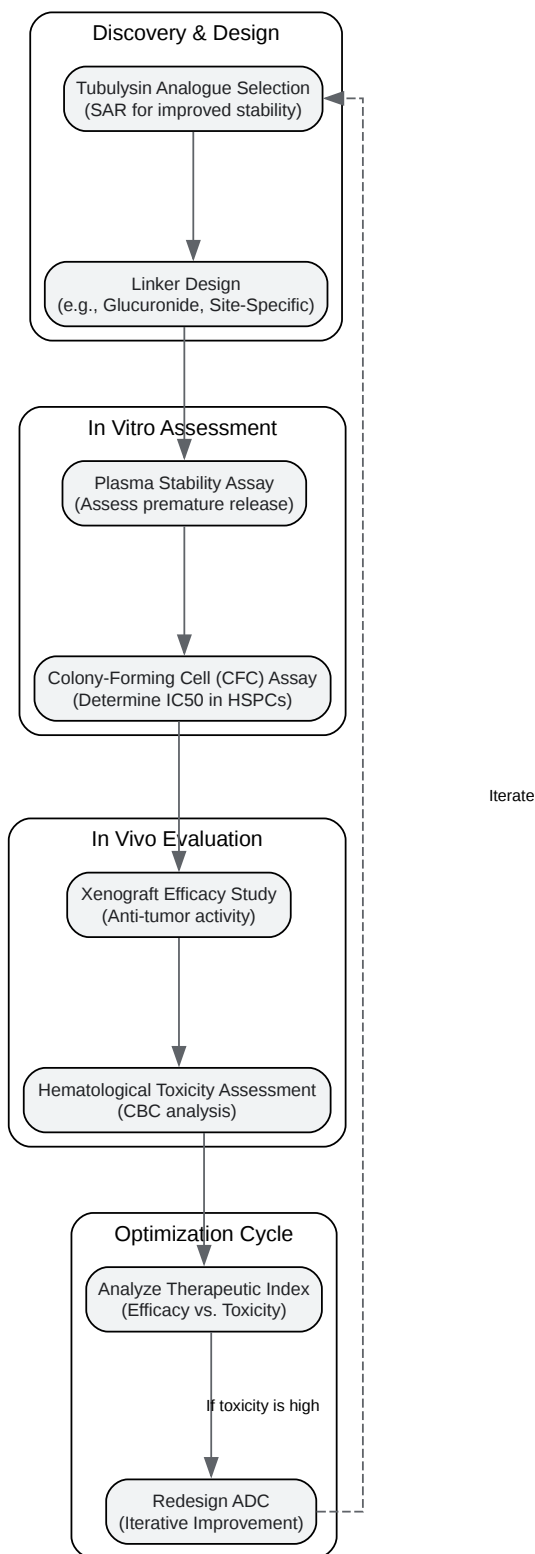 Discovery & Design
Tubulysin Analogue Selection
(SAR for improved stability)
Linker Design
(e.g., Glucuronide, Site-Specific)
In Vitro Assessment
Plasma Stability Assay
(Assess premature release)
Colony-Forming Cell (CFC) Assay
(Determine IC50 in HSPCs)
Iterate
In Vivo Evaluation
Xenograft Efficacy Study
(Anti-tumor activity)
Hematological Toxicity Assessment
(CBC analysis)
Optimization Cycle
Analyze Therapeutic Index
(Efficacy vs. Toxicity)
If toxicity is high
Redesign ADC
(Iterative Improvement)